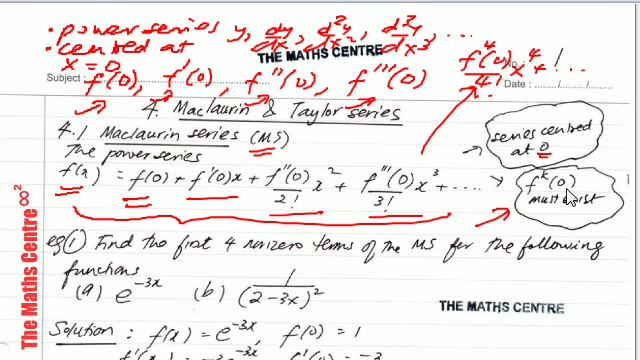 • power series y, dy/dx, d²y/dx², d³y/dx³ ...
• centred at
x = 0
THE MATHS CENTRE
f(0), f'(0), f''(0), f'''(0)
f⁴(0)/4! x⁴ + ...
Subject :
Date : ....../....../......
4. Maclaurin & Taylor series
4.1 Maclaurin series (MS)
The power series
f(x) = f(0) + f'(0)x + f''(0)/2! x² + f'''(0)/3! x³ + ....
series centred
at 0
fᵏ(0)
must exist
eg ① Find the first 4 nonzero terms of the MS for the following
functions
(a) e^(-3x) (b) 1/(2-3x)²
THE MATHS CENTRE
Solution : f(x) = e^(-3x), f(0) = 1
The Maths Centre ∞²